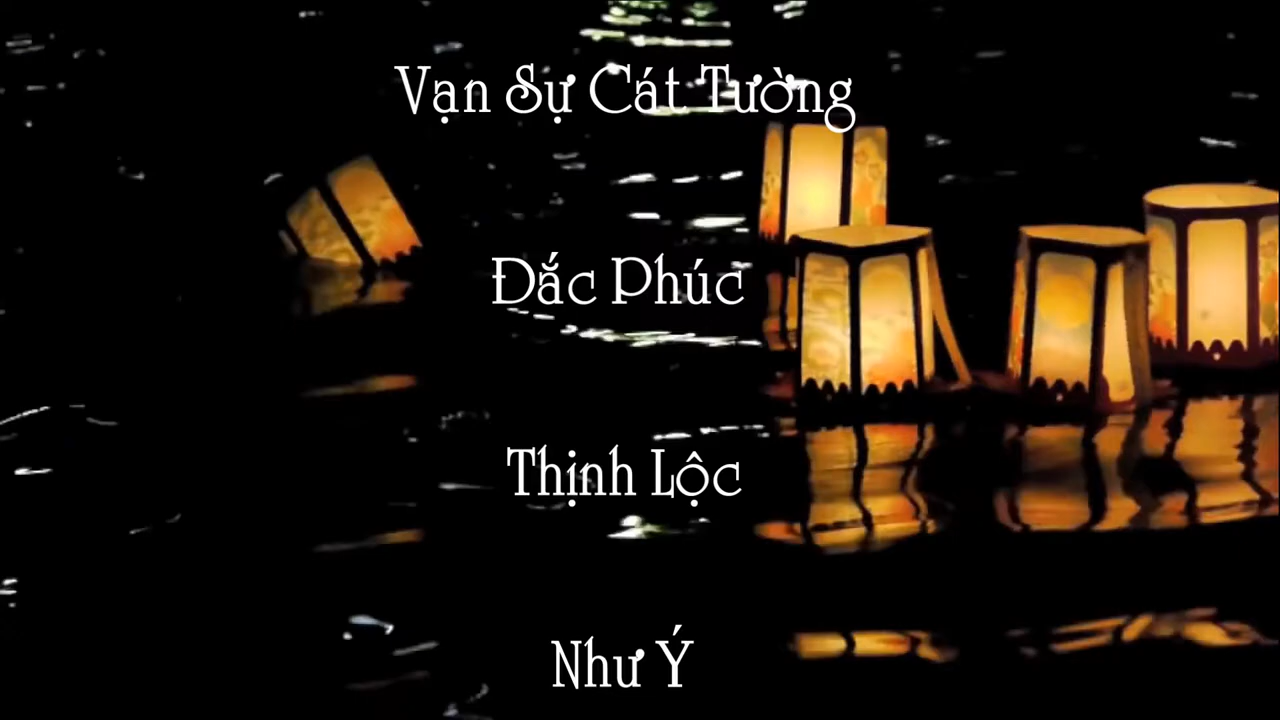 Vạn Sự Cát Tường
Đắc Phúc
Thịnh Lộc
Như Ý